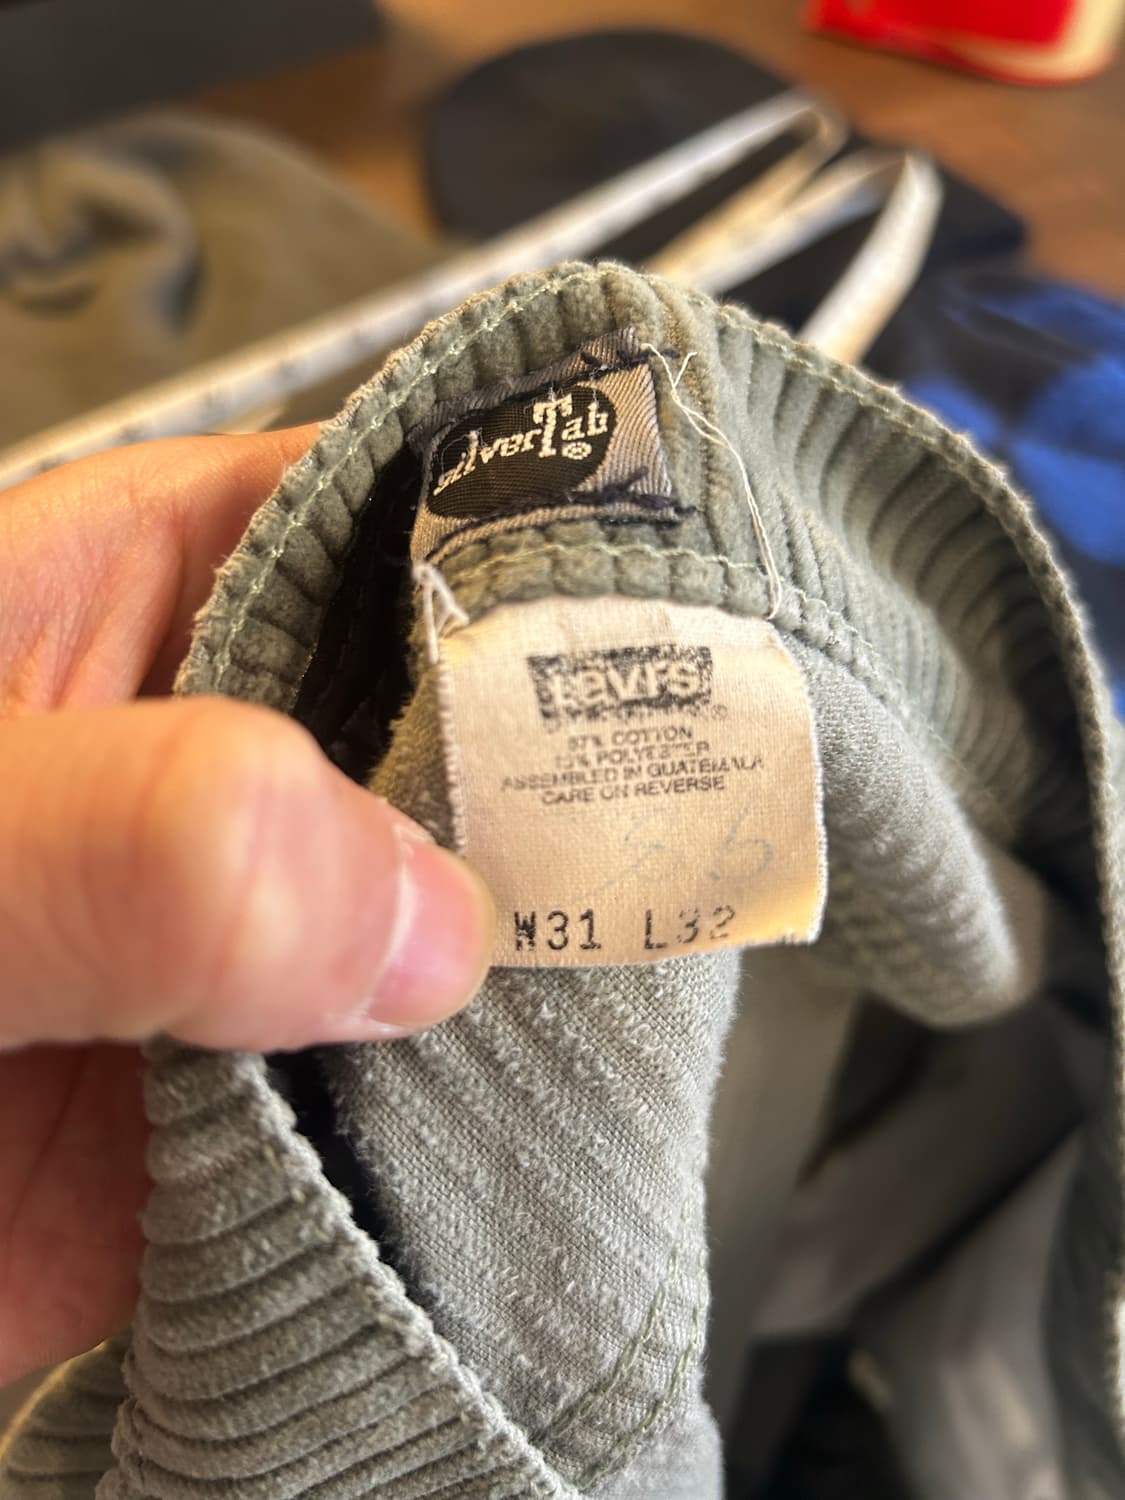 SilverTab®
Levi's®
87% COTTON
13% POLYESTER
ASSEMBLED IN GUATEMALA
CARE ON REVERSE
W31 L32